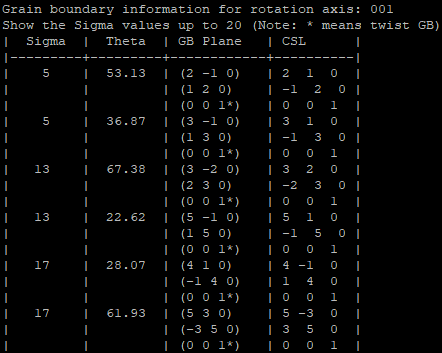 Grain boundary information for rotation axis: 001
Show the Sigma values up to 20 (Note: * means twist GB)
|  Sigma  |  Theta  | GB Plane   | CSL      |
|---------+---------+------------+----------|
|    5    |  53.13  | (2 -1 0)   | 2  1  0  |
|         |         | (1 2 0)    | -1  2  0 |
|         |         | (0 0 1*)   | 0  0  1  |
|    5    |  36.87  | (3 -1 0)   | 3  1  0  |
|         |         | (1 3 0)    | -1  3  0 |
|         |         | (0 0 1*)   | 0  0  1  |
|   13    |  67.38  | (3 -2 0)   | 3  2  0  |
|         |         | (2 3 0)    | -2  3  0 |
|         |         | (0 0 1*)   | 0  0  1  |
|   13    |  22.62  | (5 -1 0)   | 5  1  0  |
|         |         | (1 5 0)    | -1  5  0 |
|         |         | (0 0 1*)   | 0  0  1  |
|   17    |  28.07  | (4 1 0)    | 4 -1  0  |
|         |         | (-1 4 0)   | 1  4  0  |
|         |         | (0 0 1*)   | 0  0  1  |
|   17    |  61.93  | (5 3 0)    | 5 -3  0  |
|         |         | (-3 5 0)   | 3  5  0  |
|         |         | (0 0 1*)   | 0  0  1  |